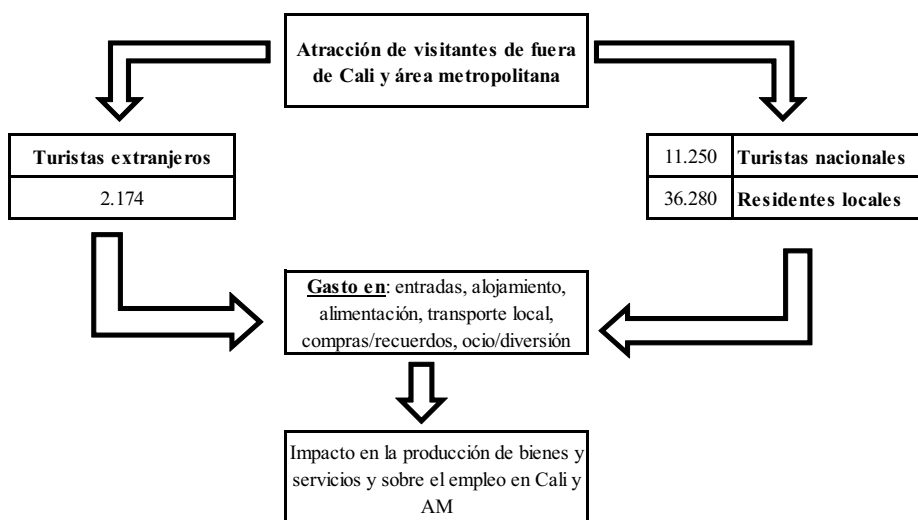 Atracción de visitantes de fuera
de Cali y área metropolitana
Turistas extranjeros
2.174
11.250 Turistas nacionales
36.280 Residentes locales
Gasto en: entradas, alojamiento,
alimentación, transporte local,
compras/recuerdos, ocio/diversión
Impacto en la producción de bienes y
servicios y sobre el empleo en Cali y
AM